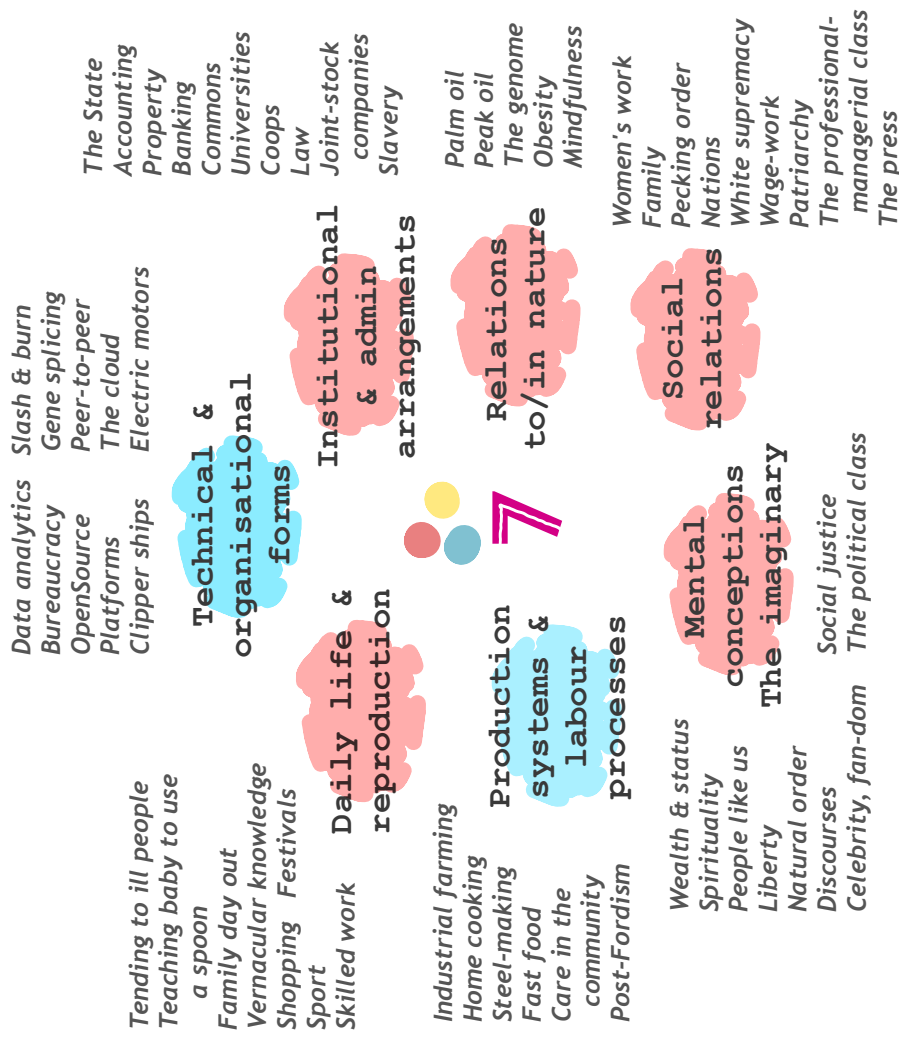 Data analytics
Bureaucracy
OpenSource
Platforms
Clipper ships
Slash & burn
Gene splicing
Peer-to-peer
The cloud
Electric motors
Technical &
organisational
forms
The State
Accounting
Property
Banking
Commons
Universities
Coops
Law
Joint-stock
companies
Slavery
Institutional
& admin
arrangements
Tending to ill people
Teaching baby to use
a spoon
Family day out
Vernacular knowledge
Shopping Festivals
Sport
Skilled work
Daily life &
reproduction
7
Palm oil
Peak oil
The genome
Obesity
Mindfulness
Relations
to/in nature
Industrial farming
Home cooking
Steel-making
Fast food
Care in the
community
Post-Fordism
Production
systems &
labour
processes
Women's work
Family
Pecking order
Nations
White supremacy
Wage-work
Patriarchy
The professional-
managerial class
The press
Social
relations
Mental
conceptions
The imaginary
Wealth & status
Spirituality
People like us
Liberty
Natural order
Discourses
Celebrity, fan-dom
Social justice
The political class